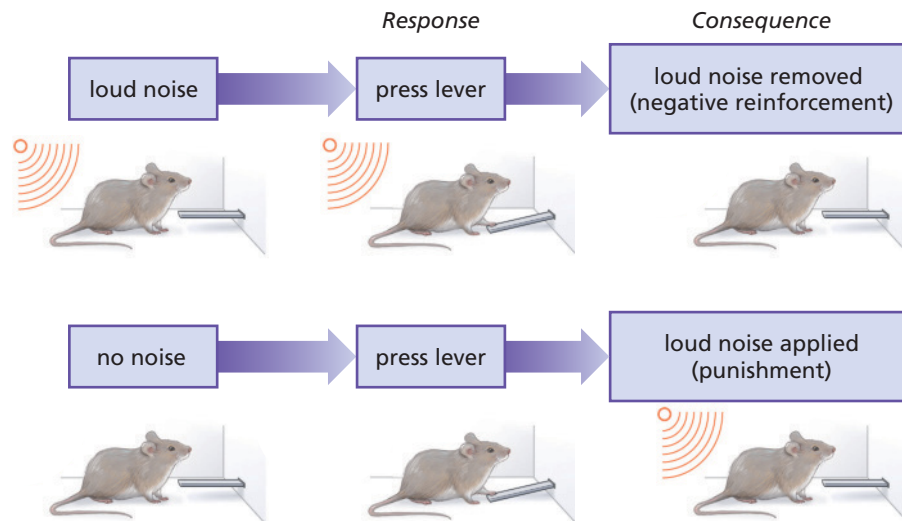 Response
Consequence
loud noise
press lever
loud noise removed
(negative reinforcement)
no noise
press lever
loud noise applied
(punishment)